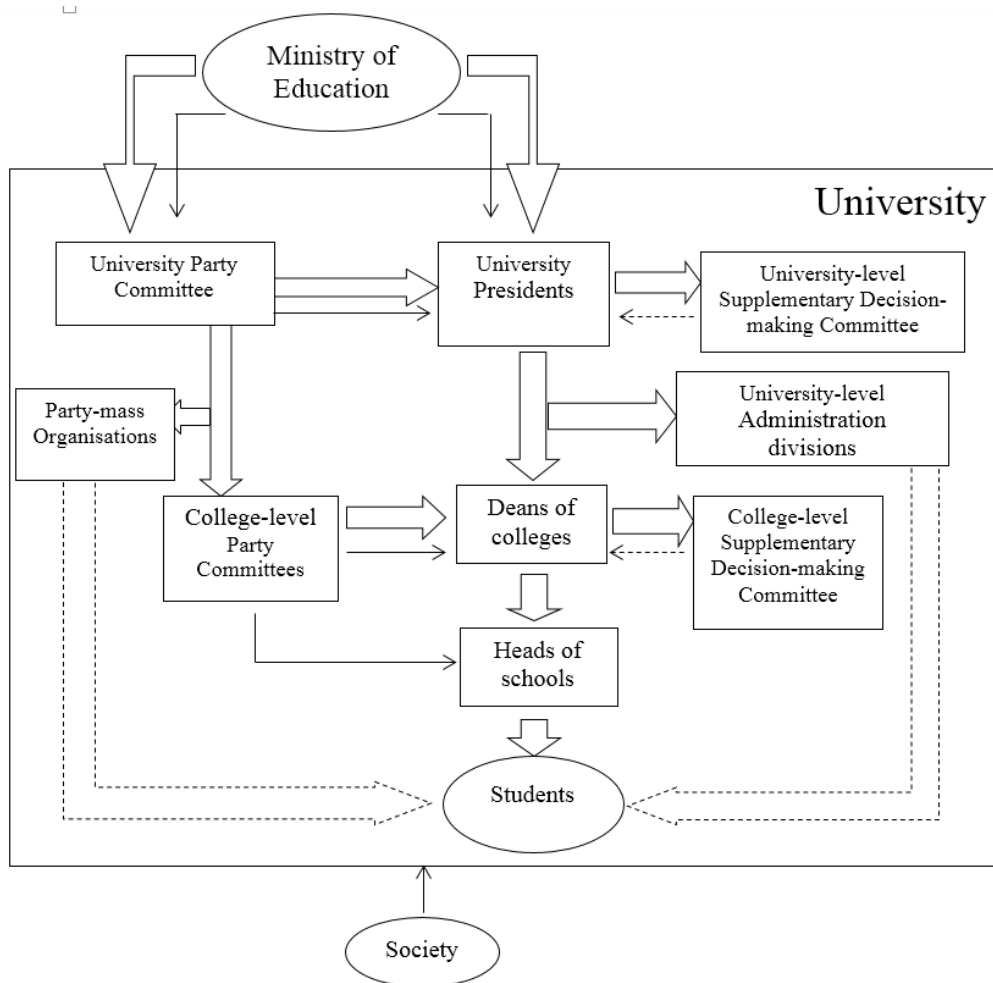 Ministry of
Education
University
University Party
Committee
University
Presidents
University-level
Supplementary Decision-
making Committee
Party-mass
Organisations
University-level
Administration
divisions
College-level
Party
Committees
Deans of
colleges
College-level
Supplementary
Decision-making
Committee
Heads of
schools
Students
Society